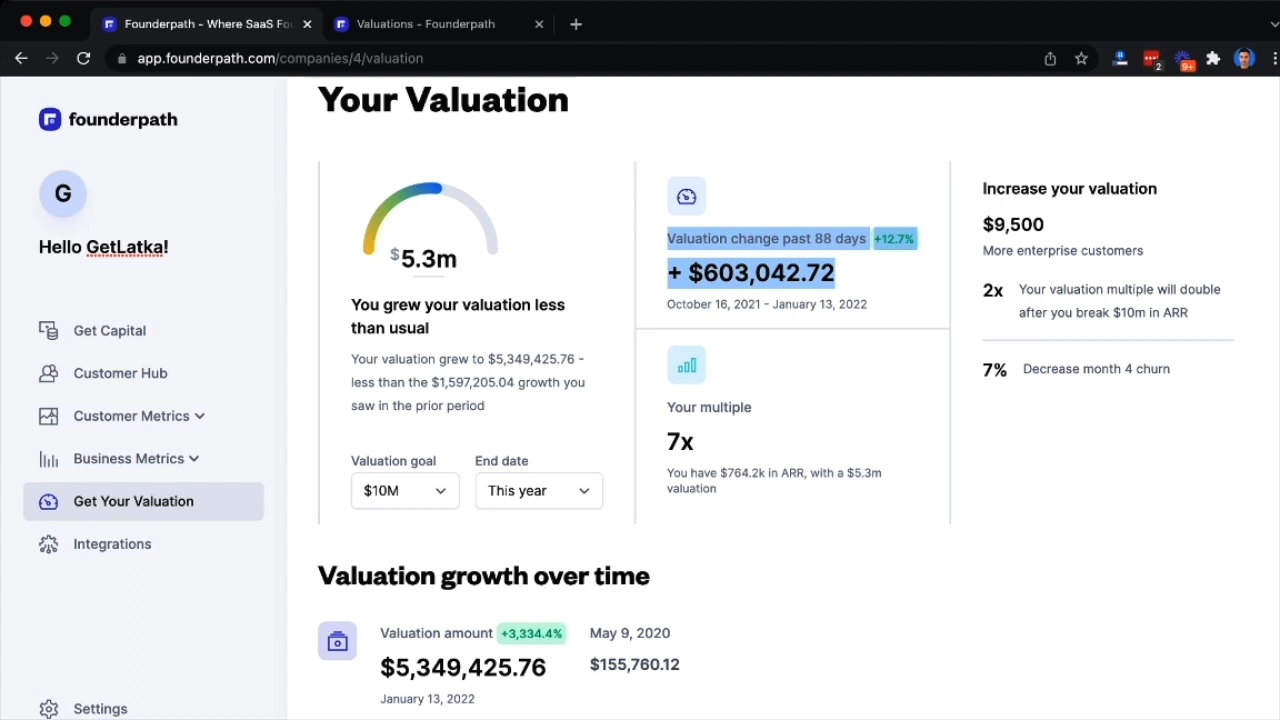 Founderpath - Where SaaS Fo
Valuations - Founderpath
app.founderpath.com/companies/4/valuation
2
9+
founderpath
G
Hello GetLatka!
Get Capital
Customer Hub
Customer Metrics
Business Metrics
Get Your Valuation
Integrations
Settings
Your Valuation
$5.3m
You grew your valuation less
than usual
Your valuation grew to $5,349,425.76 -
less than the $1,597,205.04 growth you
saw in the prior period
Valuation goal
$10M
End date
This year
Valuation change past 88 days +12.7%
+ $603,042.72
October 16, 2021 - January 13, 2022
Your multiple
7x
You have $764.2k in ARR, with a $5.3m
valuation
Increase your valuation
$9,500
More enterprise customers
2x Your valuation multiple will double
after you break $10m in ARR
7% Decrease month 4 churn
Valuation growth over time
Valuation amount +3,334.4%
$5,349,425.76
January 13, 2022
May 9, 2020
$155,760.12